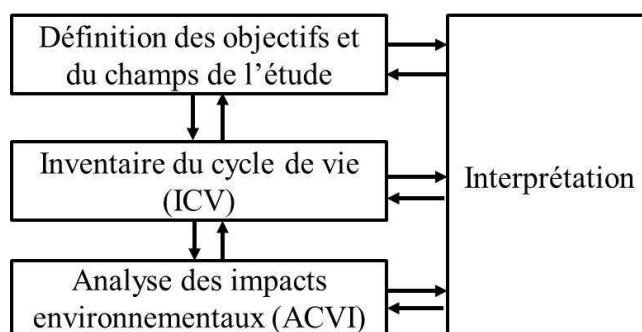 Définition des objectifs et
du champs de l’étude
Inventaire du cycle de vie
(ICV)
Interprétation
Analyse des impacts
environnementaux (ACVI)